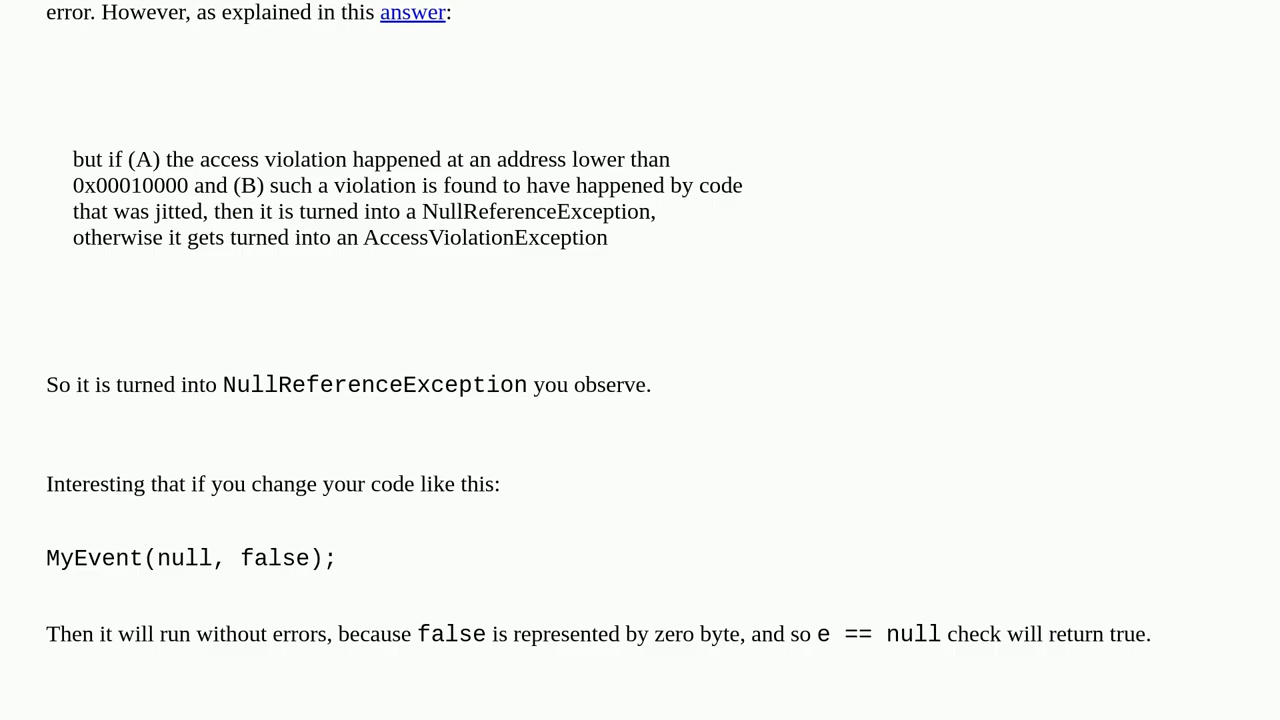 error. However, as explained in this answer:
but if (A) the access violation happened at an address lower than
0x00010000 and (B) such a violation is found to have happened by code
that was jitted, then it is turned into a NullReferenceException,
otherwise it gets turned into an AccessViolationException
So it is turned into NullReferenceException you observe.
Interesting that if you change your code like this:
MyEvent(null, false);
Then it will run without errors, because false is represented by zero byte, and so e == null check will return true.